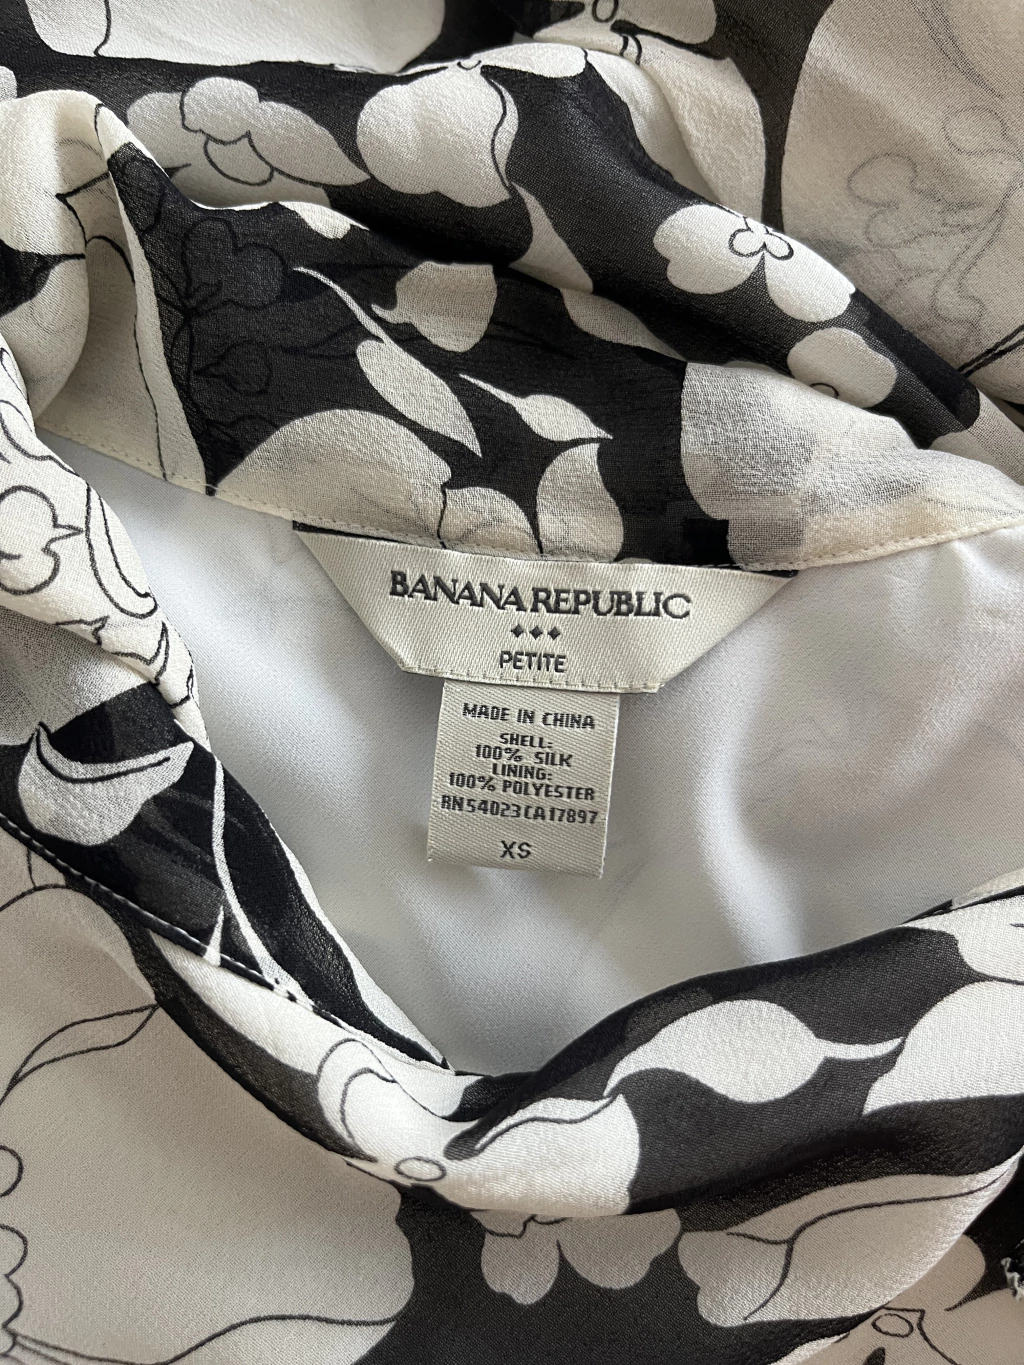 BANANA REPUBLIC
PETITE
MADE IN CHINA
SHELL:
100% SILK
LINING:
100% POLYESTER
RN54023CA17897
XS